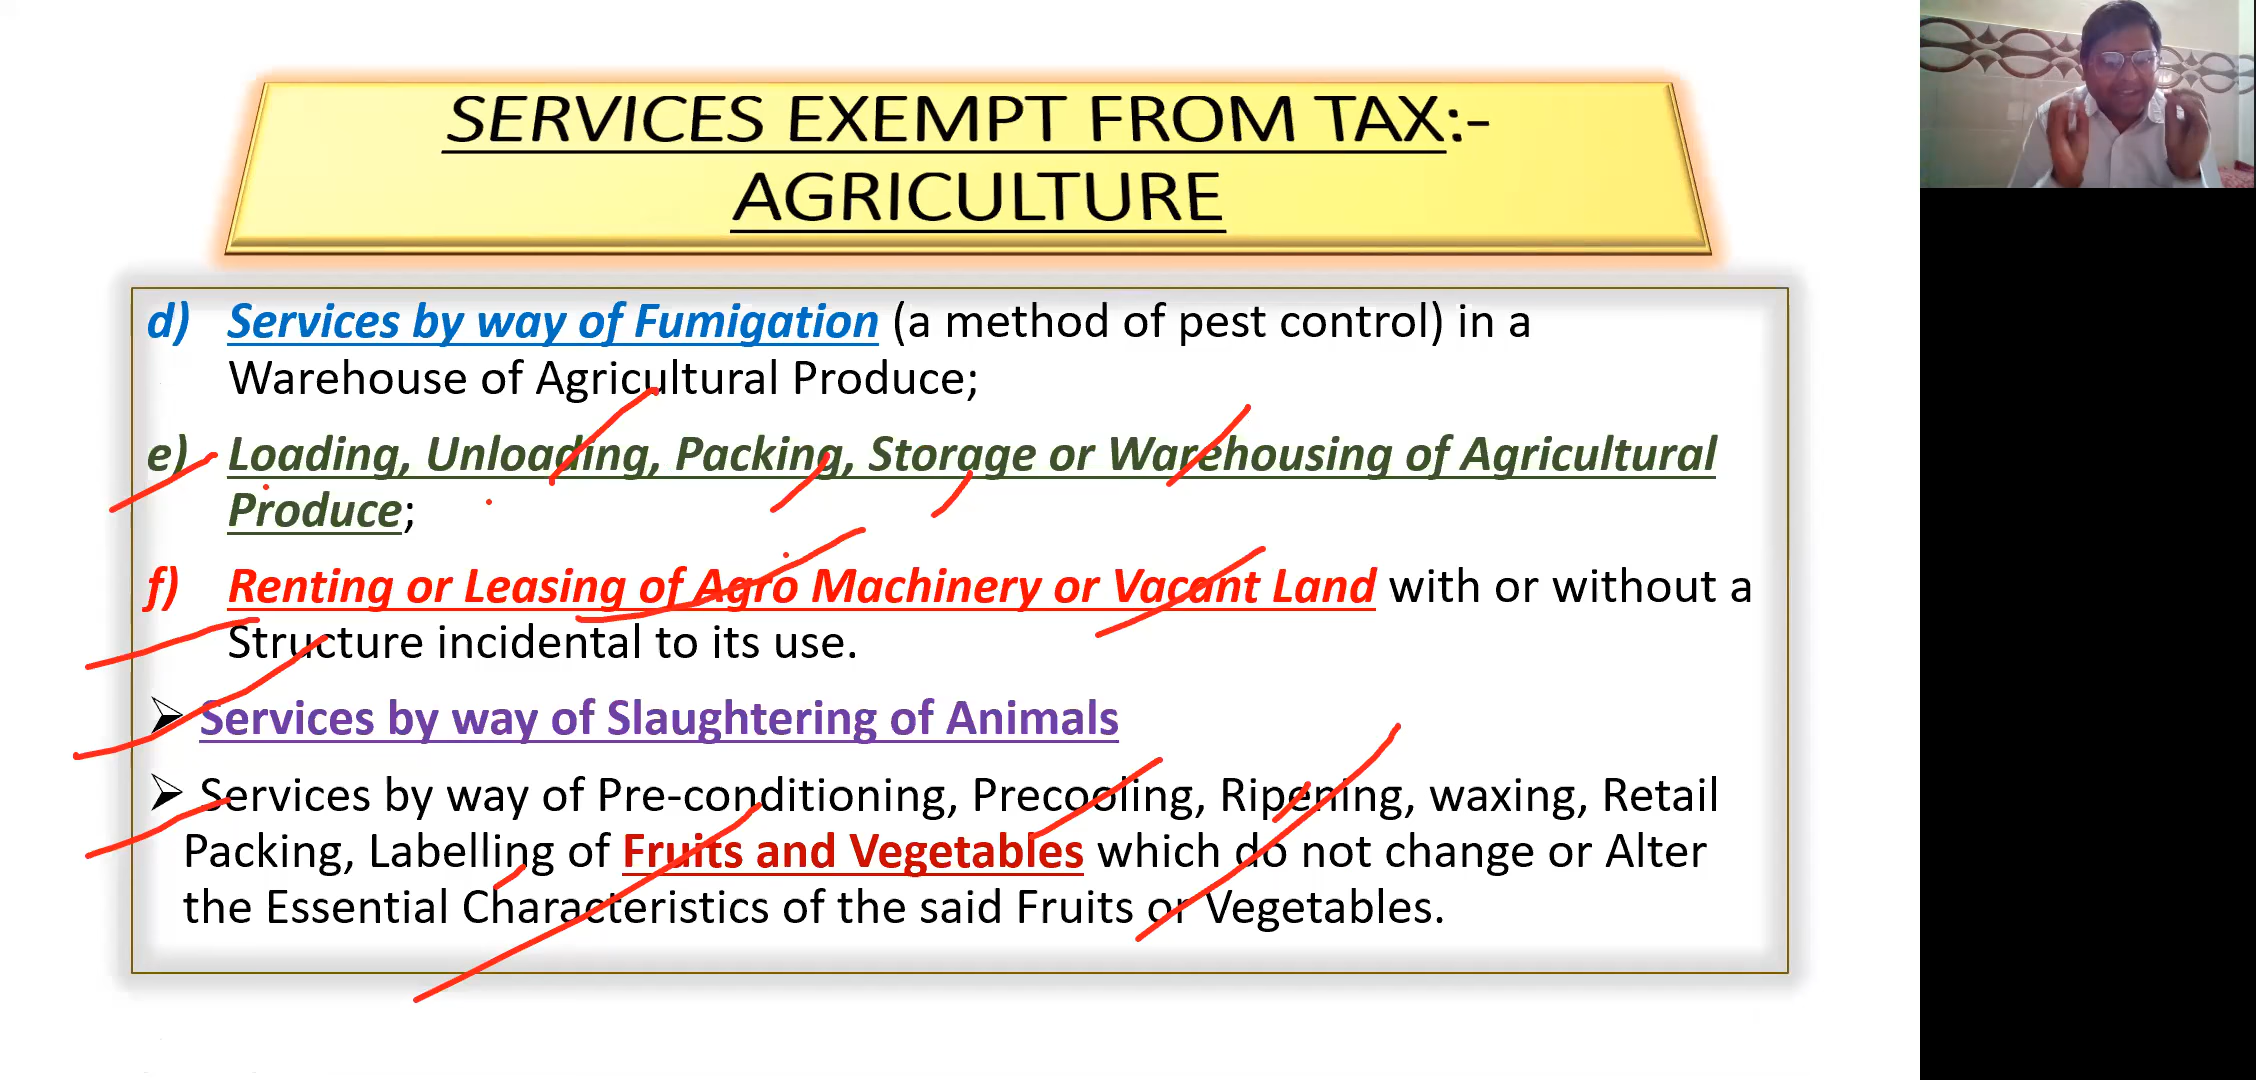 SERVICES EXEMPT FROM TAX:-
AGRICULTURE
d) Services by way of Fumigation (a method of pest control) in a
Warehouse of Agricultural Produce;
e) Loading, Unloading, Packing, Storage or Warehousing of Agricultural
Produce;
f) Renting or Leasing of Agro Machinery or Vacant Land with or without a
Structure incidental to its use.
➢ Services by way of Slaughtering of Animals
➢ Services by way of Pre-conditioning, Precooling, Ripening, waxing, Retail
Packing, Labelling of Fruits and Vegetables which do not change or Alter
the Essential Characteristics of the said Fruits or Vegetables.